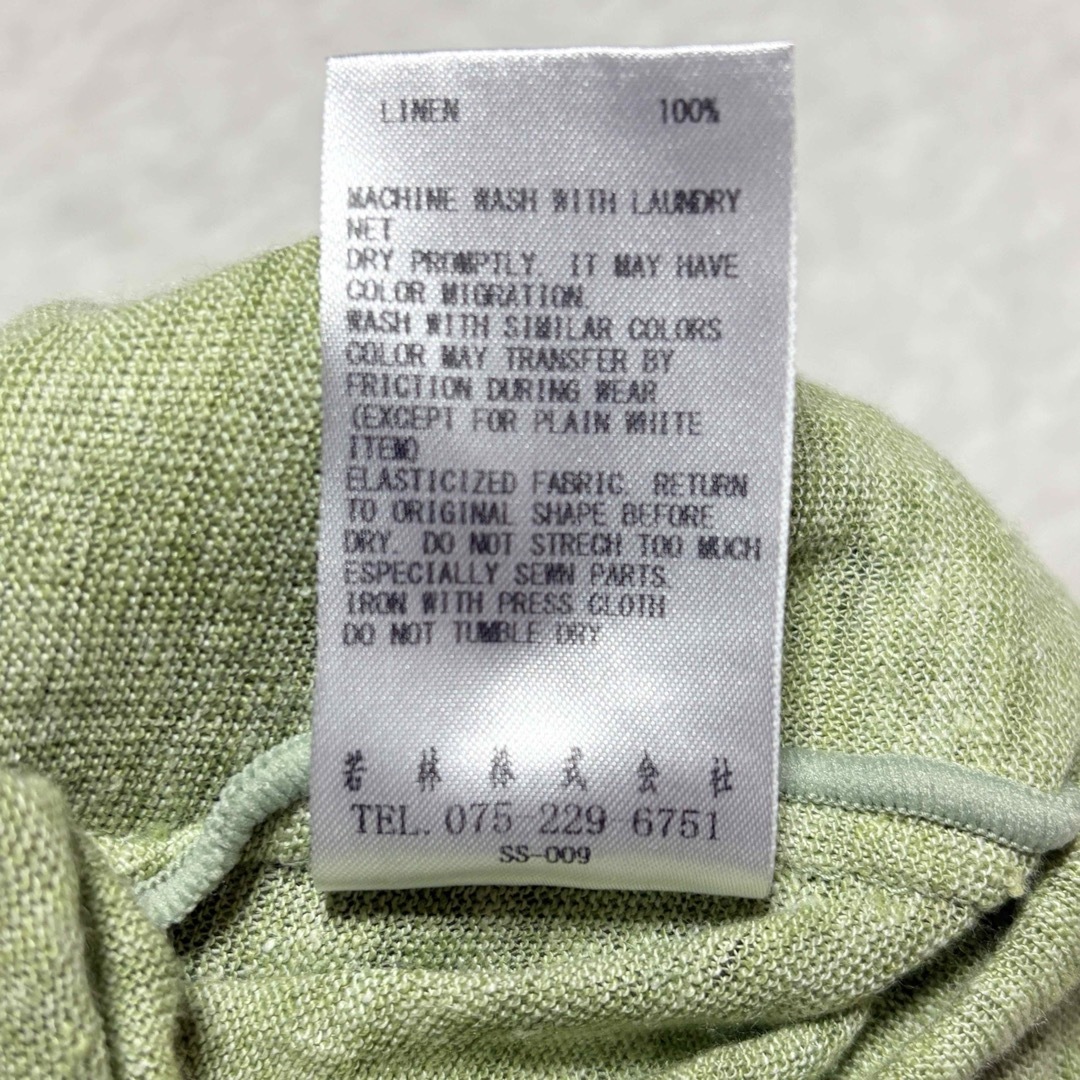 LINEN 100%
MACHINE WASH WITH LAUNDRY
NET
DRY PROMPTLY. IT MAY HAVE
COLOR MIGRATION.
WASH WITH SIMILAR COLORS
COLOR MAY TRANSFER BY
FRICTION DURING WEAR
(EXCEPT FOR PLAIN WHITE
ITEM)
ELASTICIZED FABRIC. RETURN
TO ORIGINAL SHAPE BEFORE
DRY. DO NOT STRECH TOO MUCH
ESPECIALLY SEWN PARTS.
IRON WITH PRESS CLOTH
DO NOT TUMBLE DRY
若林株式会社
TEL. 075-229-6751
SS-009